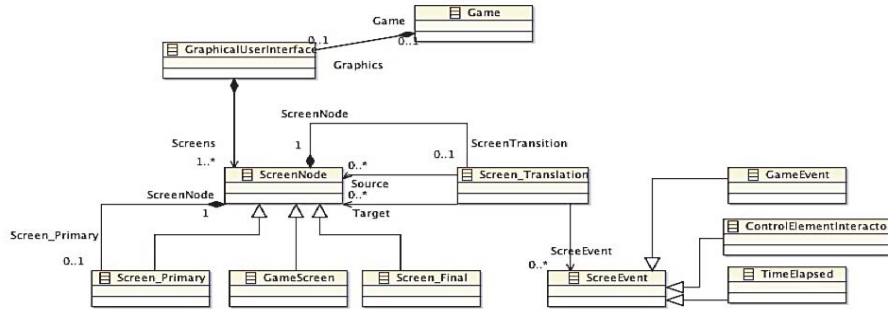 Game
Game
0..1
0..1
GraphicalUserInterface
Graphics
ScreenNode
Screens
1
ScreenTransition
1..*
0..*
0..1
ScreenNode
Screen_Translation
GameEvent
ScreenNode
Source
0..*
1
Target
Screen_Primary
ControlElementInteracto
ScreeEvent
0..1
0..*
Screen_Primary
GameScreen
Screen_Final
ScreeEvent
TimeElapsed